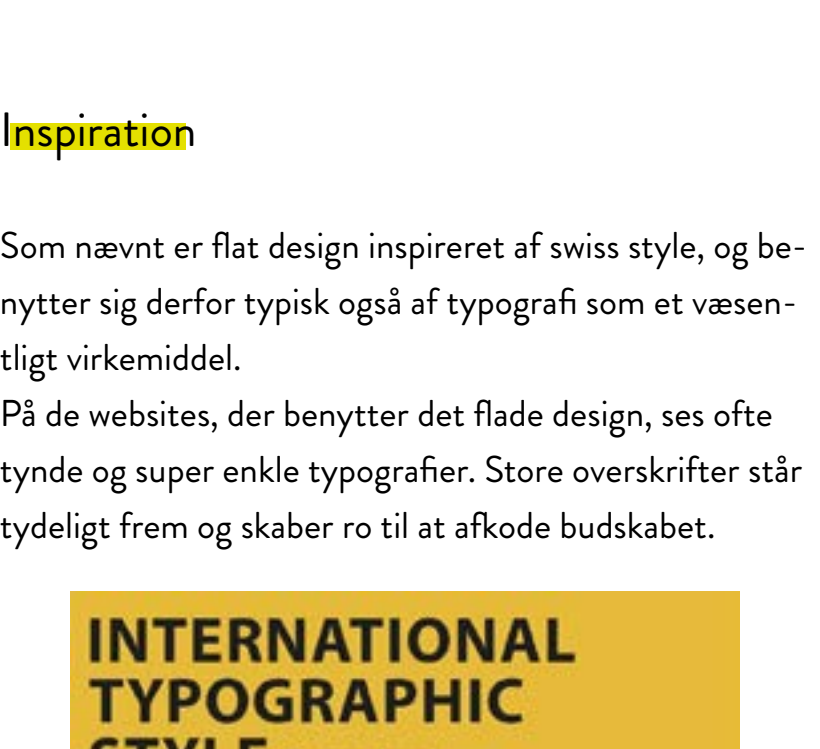 Inspiration
Som nævnt er flat design inspireret af swiss style, og be-
nytter sig derfor typisk også af typografi som et væsen-
tligt virkemiddel.
På de websites, der benytter det flade design, ses ofte
tynde og super enkle typografier. Store overskrifter står
tydeligt frem og skaber ro til at afkode budskabet.
INTERNATIONAL
TYPOGRAPHIC
STYLE